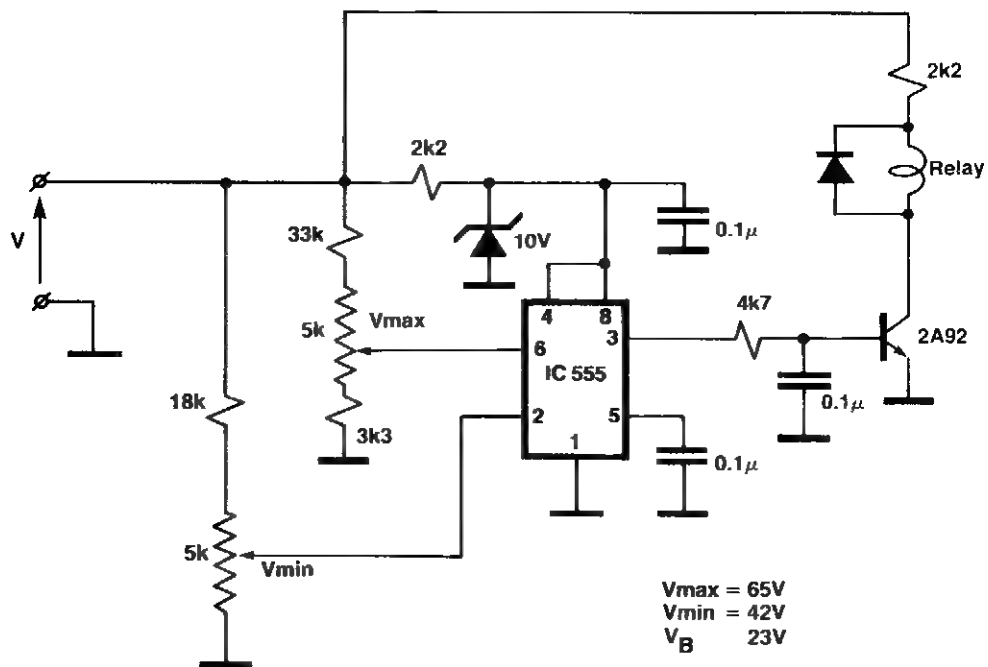 2k2
2k2
Relay
V
33k
10V
0.1μ
5k
Vmax
4
8
4k7
3
6
IC 555
2A92
18k
3k3
2
5
0.1μ
1
0.1μ
5k
Vmin
Vmax = 65V
Vmin = 42V
VB 23V